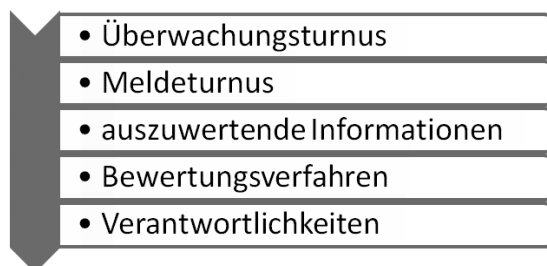 • Überwachungsturnus
• Meldeturnus
• auszuwertende Informationen
• Bewertungsverfahren
• Verantwortlichkeiten